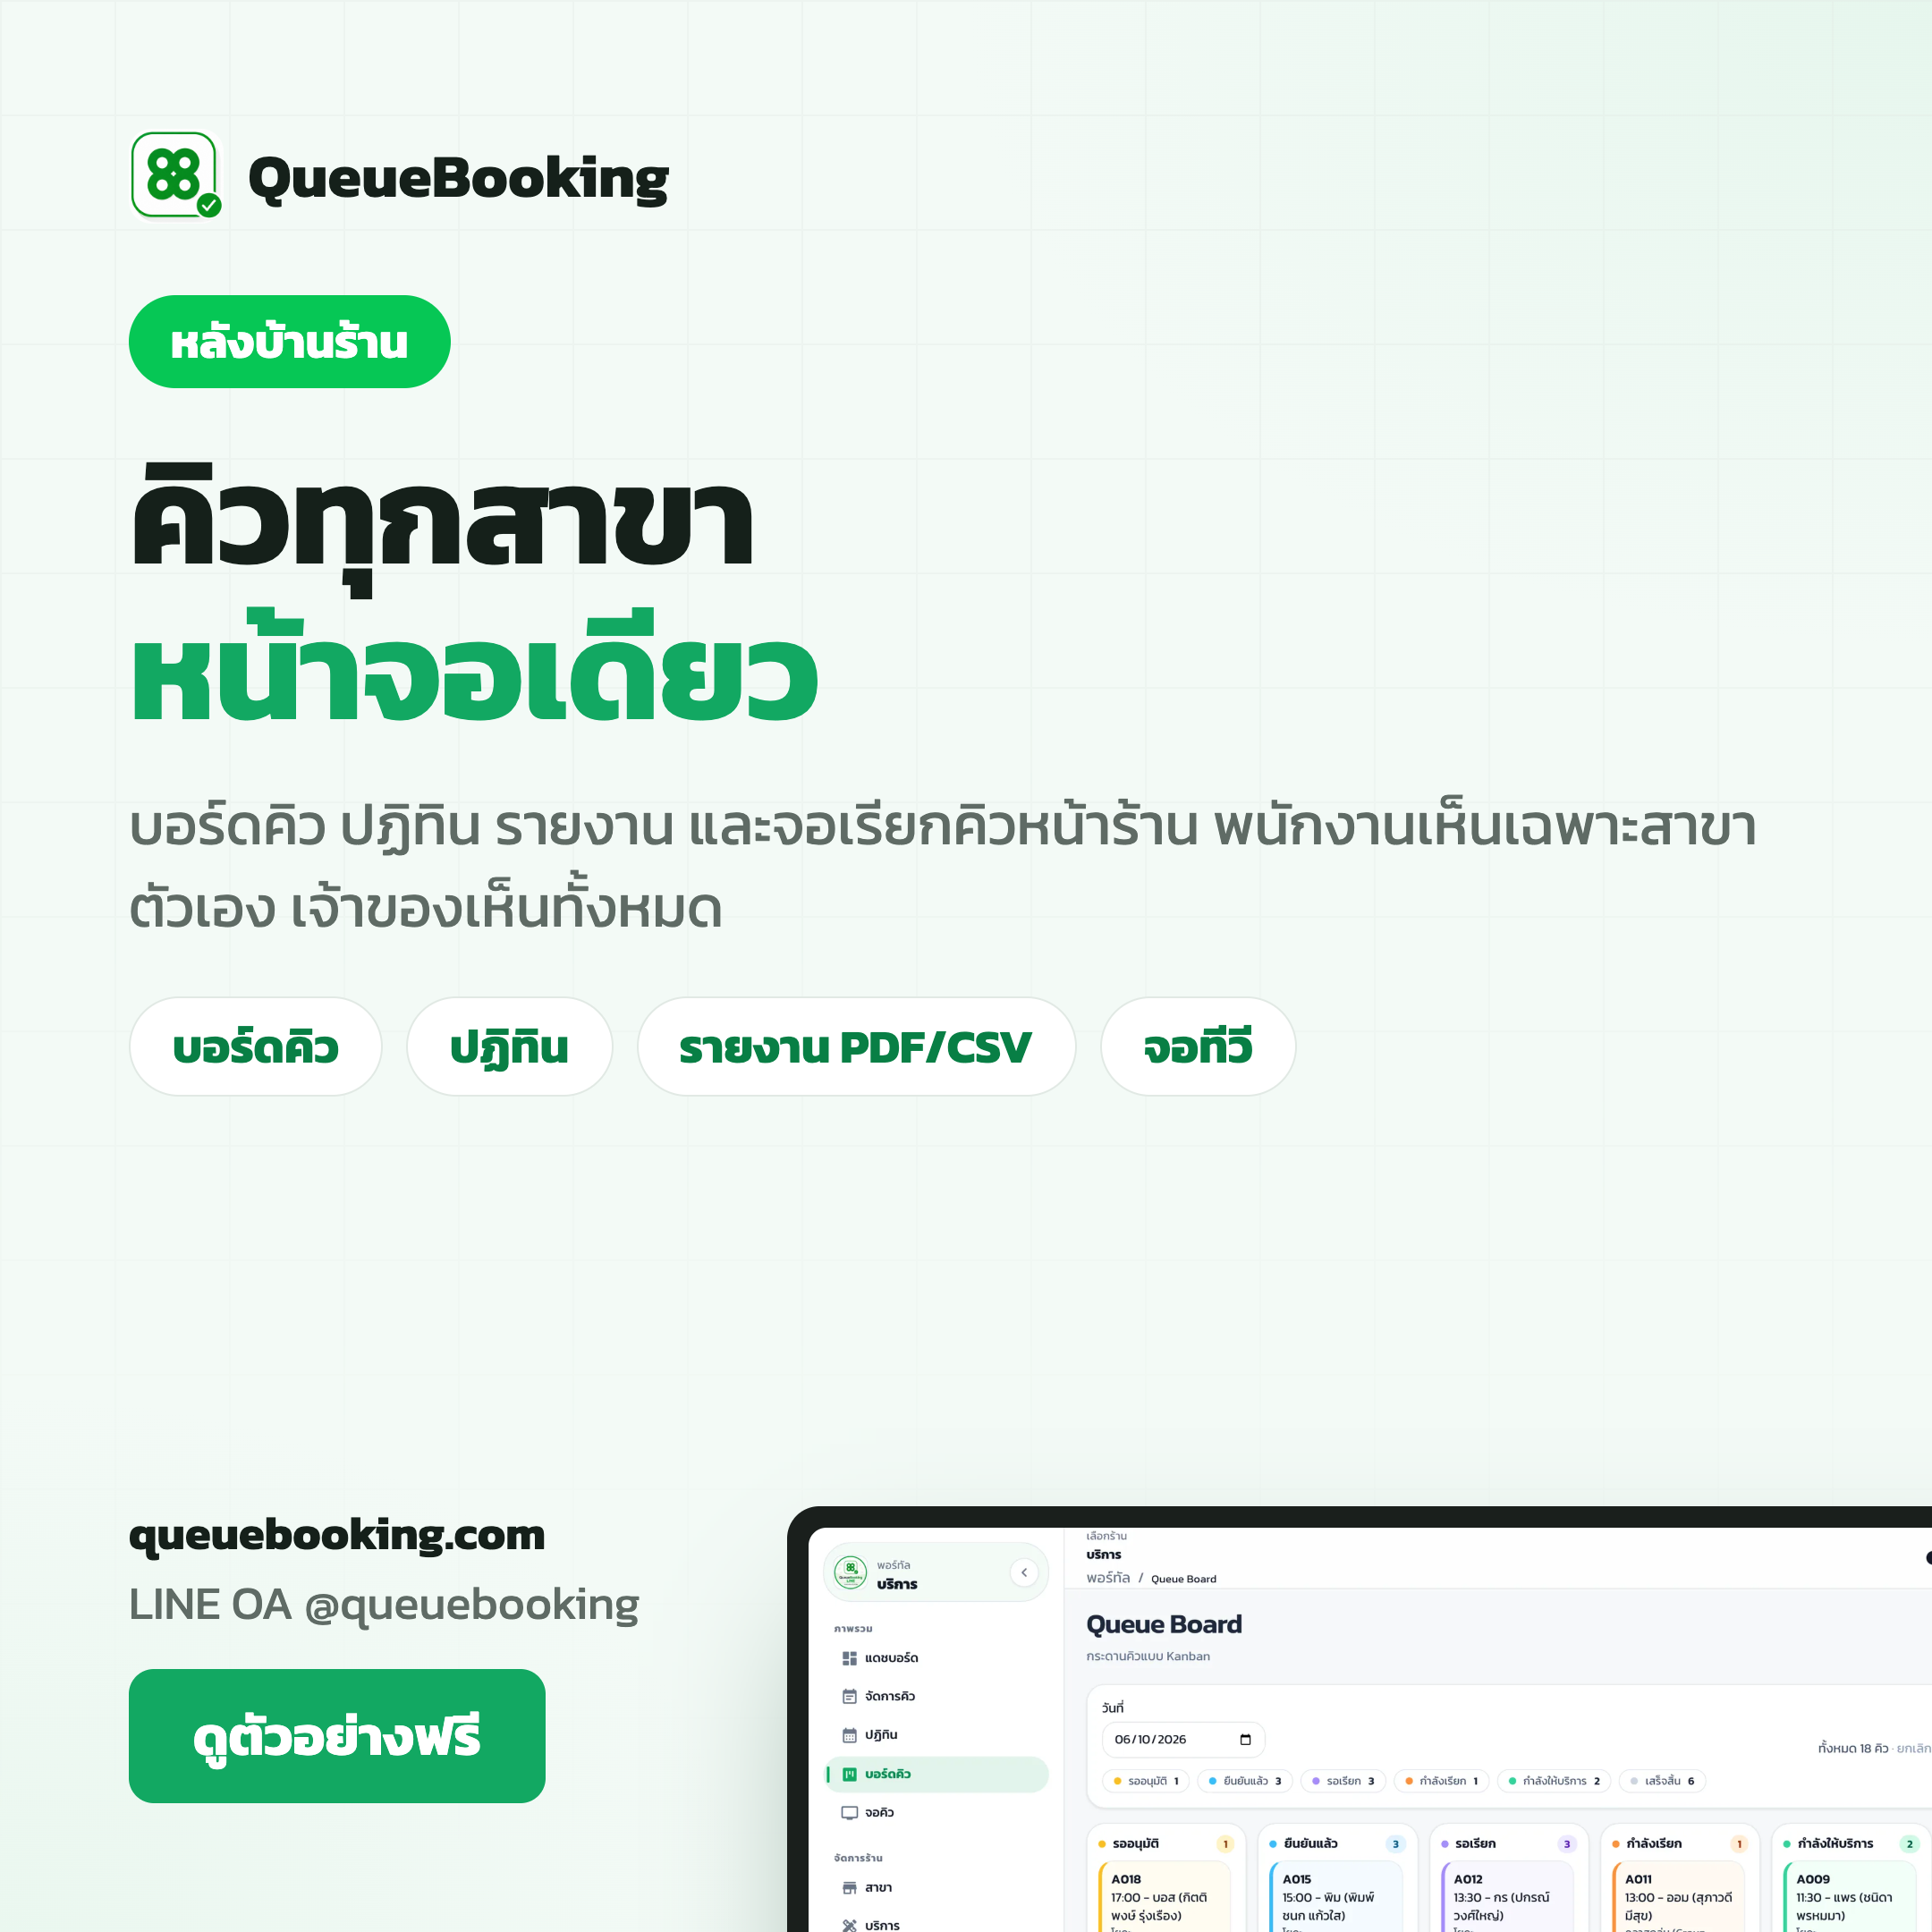 QueueBooking
หลังบ้านร้าน
คิวทุกสาขา
หน้าจอเดียว
บอร์ดคิว ปฏิทิน รายงาน และจอเรียกคิวหน้าร้าน พนักงานเห็นเฉพาะสาขา
ตัวเอง เจ้าของเห็นทั้งหมด
บอร์ดคิว ปฏิทิน รายงาน PDF/CSV จอทีวี
queuebooking.com
LINE OA @queuebooking
ดูตัวอย่างฟรี
พอร์ทัล
บริการ
ภาพรวม
แดชบอร์ด
จัดการคิว
ปฏิทิน
บอร์ดคิว
จอคิว
จัดการร้าน
สาขา
บริการ
เลือกร้าน
บริการ
พอร์ทัล / Queue Board
Queue Board
กระดานคิวแบบ Kanban
วันที่
06/10/2026
ทั้งหมด 18 คิว · ยกเลิก
รออนุมัติ 1 ยืนยันแล้ว 3 รอเรียก 3 กำลังเรียก 1 กำลังให้บริการ 2 เสร็จสิ้น 6
รออนุมัติ 1
A018
17:00 - บอส (กิตติ
พงษ์ รุ่งเรือง)
ยืนยันแล้ว 3
A015
15:00 - พิม (พิมพ์
ชนก แก้วใส)
รอเรียก 3
A012
13:30 - กร (ปกรณ์
วงศ์ใหญ่)
กำลังเรียก 1
A011
13:00 - ออม (สุภาวดี
มีสุข)
กำลังให้บริการ 2
A009
11:30 - แพร (ชนิดา
พรหมมา)